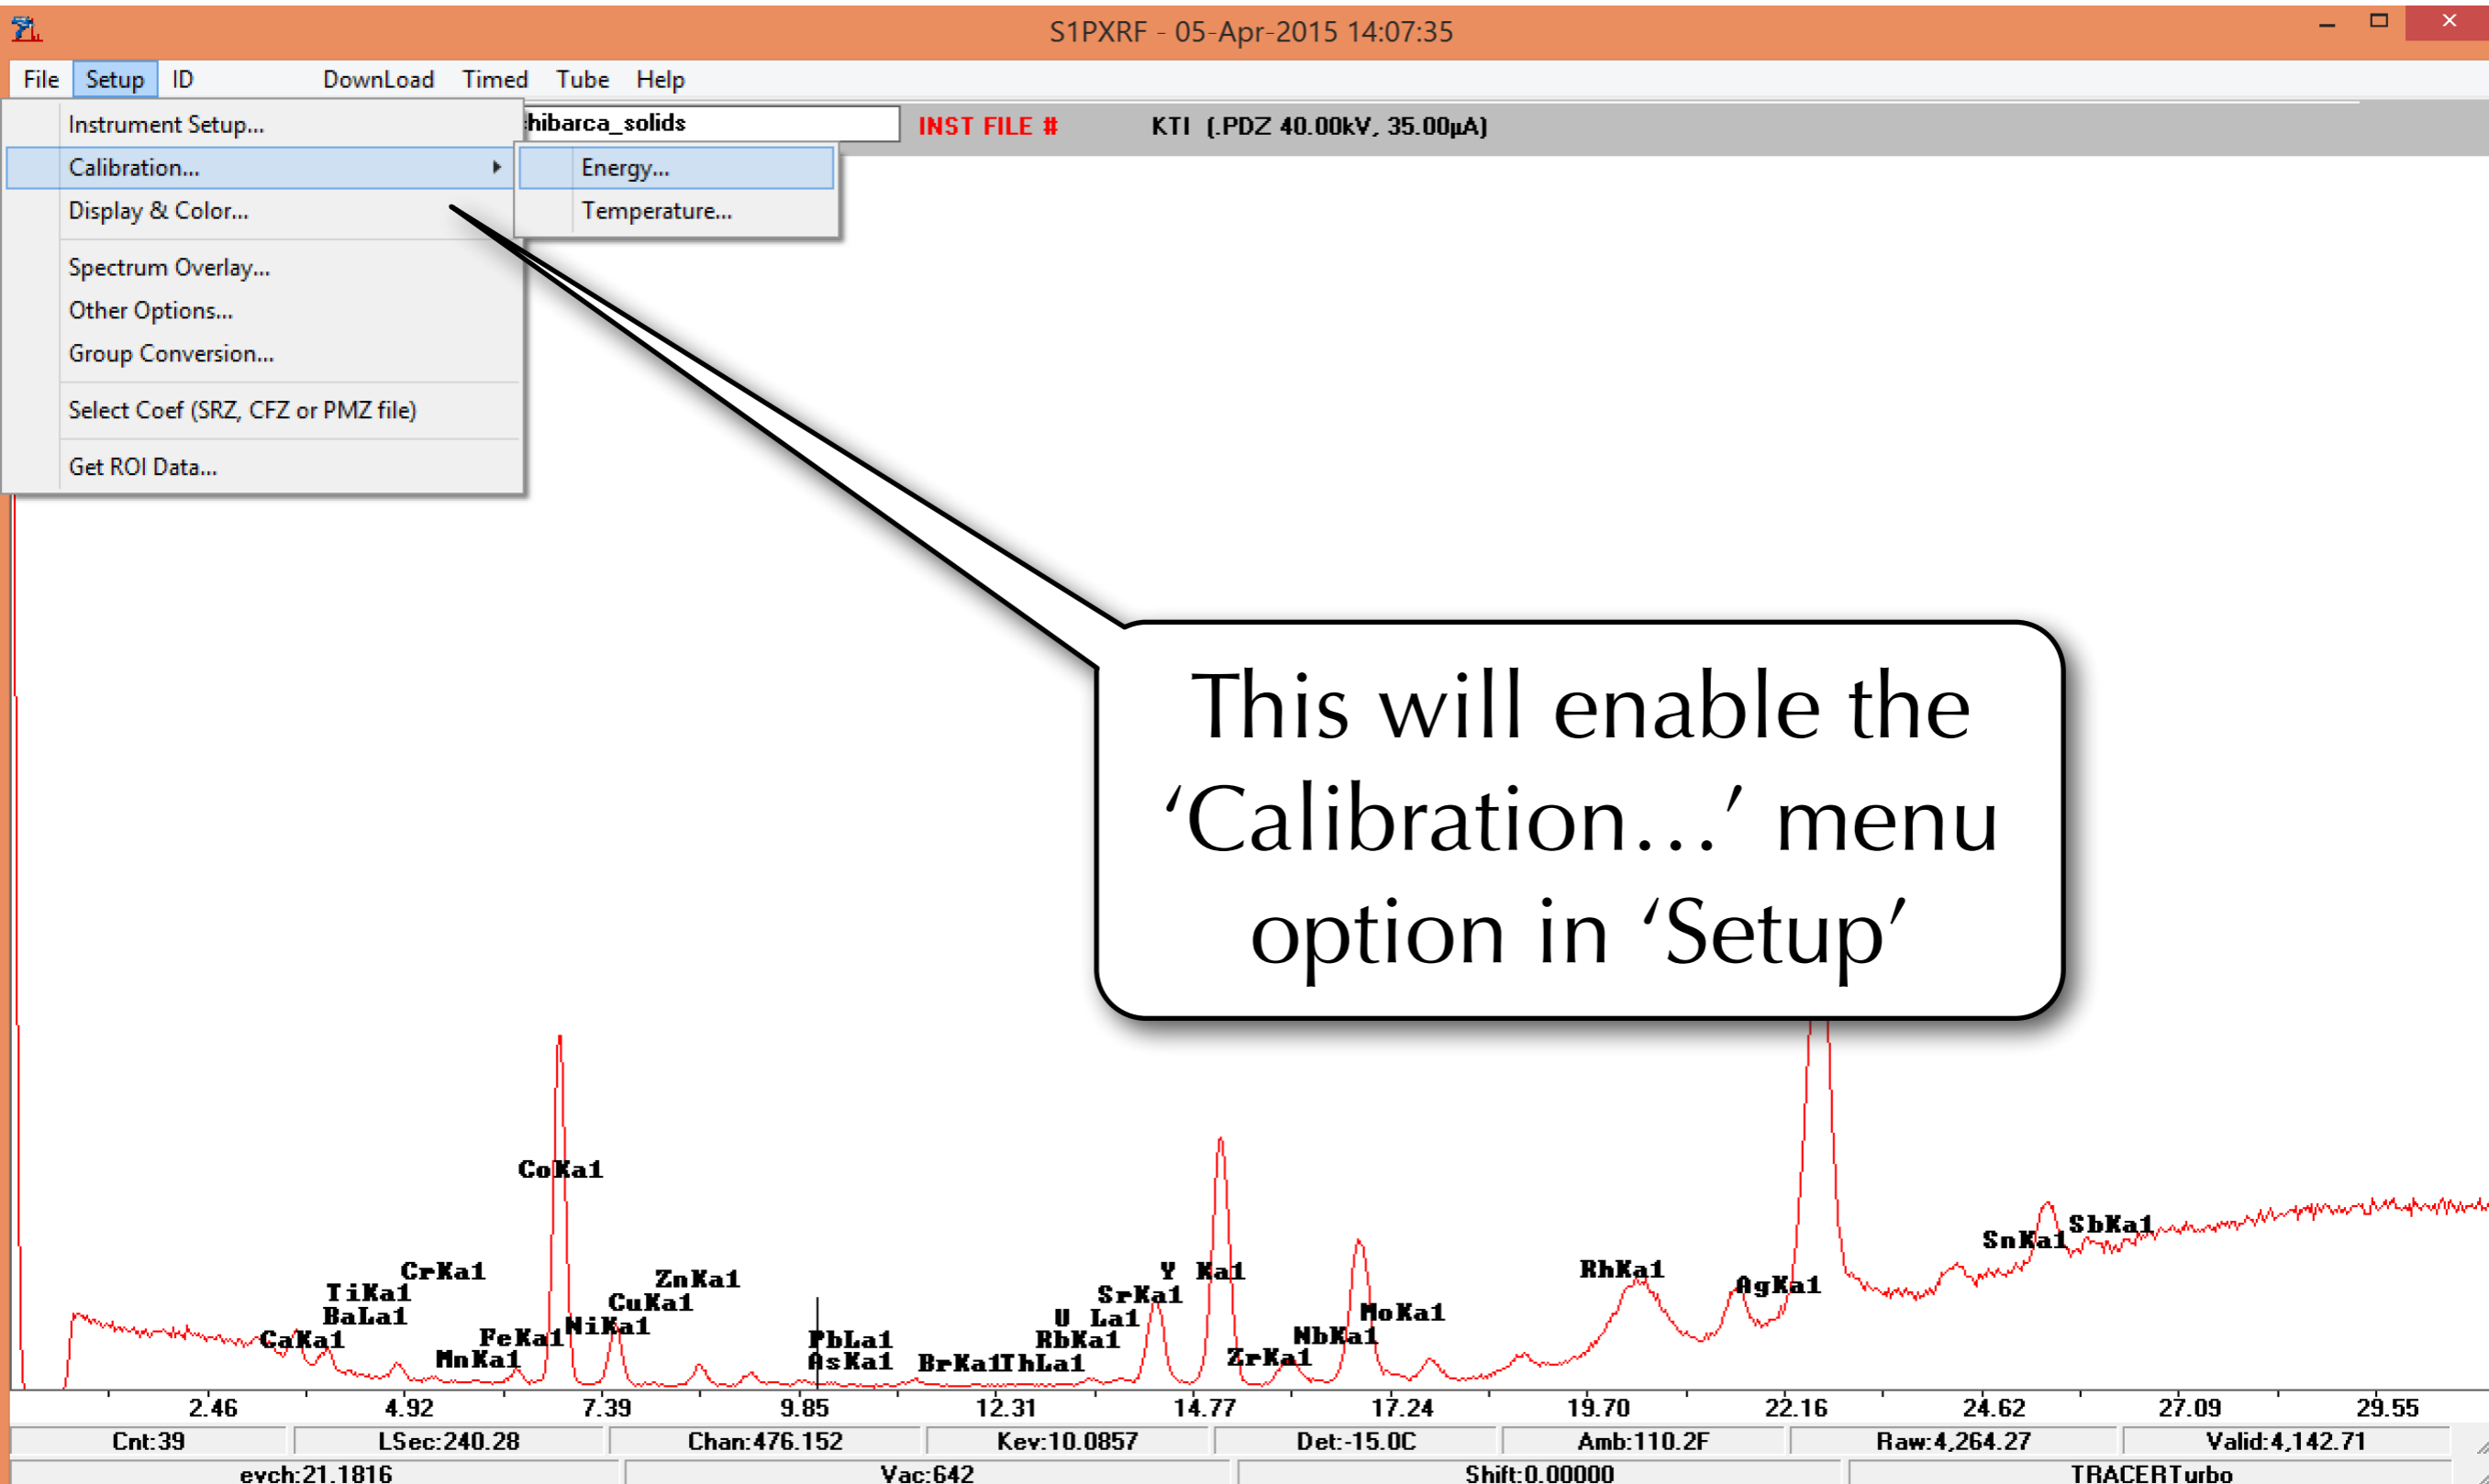 S1PXRF - 05-Apr-2015 14:07:35
File Setup ID DownLoad Timed Tube Help
Instrument Setup...
hibarca_solids INST FILE # KTI (.PDZ 40.00kV, 35.00µA)
Calibration... Energy...
Display & Color... Temperature...
Spectrum Overlay...
Other Options...
Group Conversion...
Select Coef (SRZ, CFZ or PMZ file)
Get ROI Data...
This will enable the
‘Calibration…’ menu
option in ‘Setup’
CoKa1
CaKa1
TiKa1
BaLa1
CrKa1
MnKa1
FeKa1
NiKa1
CuKa1
ZnKa1
PbLa1
AsKa1
BrKa1
ThLa1
RbKa1
U La1
SrKa1
Y Ka1
ZrKa1
NbKa1
MoKa1
RhKa1
AgKa1
SnKa1
SbKa1
2.46 4.92 7.39 9.85 12.31 14.77 17.24 19.70 22.16 24.62 27.09 29.55
Cnt:39 LSec:240.28 Chan:476.152 Kev:10.0857 Det:-15.0C Amb:110.2F Raw:4,264.27 Valid:4,142.71
evch:21.1816 Vac:642 Shift:0.00000 TRACERTurbo